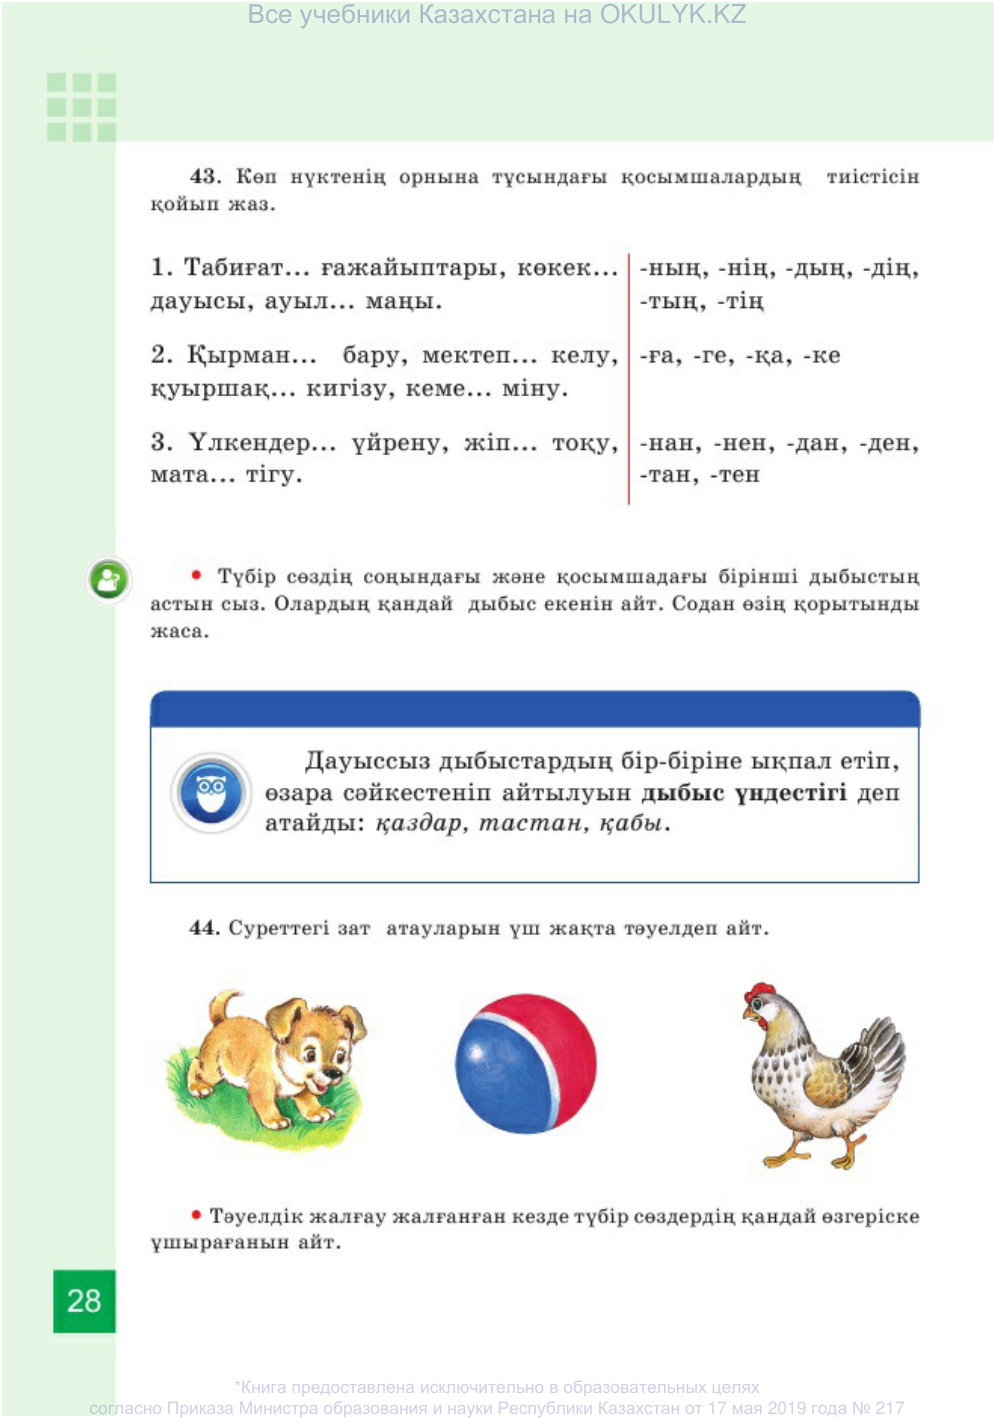 Все учебники Казахстана на OKULYK.KZ
43. Көп нүктенің орнына тұсындағы қосымшалардың тиістісін
қойып жаз.
1. Табиғат... ғажайыптары, көкек...
дауысы, ауыл... маңы.
-ның, -нің, -дың, -дің,
-тың, -тің
2. Қырман... бару, мектеп... келу,
қуыршақ... кигізу, кеме... міну.
-ға, -ге, -қа, -ке
3. Үлкендер... үйрену, жіп... тоқу,
мата... тігу.
-нан, -нен, -дан, -ден,
-тан, -тен
• Түбір сөздің соңындағы және қосымшадағы бірінші дыбыстың
астын сыз. Олардың қандай дыбыс екенін айт. Содан өзің қорытынды
жаса.
Дауыссыз дыбыстардың бір-біріне ықпал етіп,
өзара сәйкестеніп айтылуын дыбыс үндестігі деп
атайды: қаздар, тастан, қабы.
44. Суреттегі зат атауларын үш жақта тәуелдеп айт.
• Тәуелдік жалғау жалғанған кезде түбір сөздердің қандай өзгеріске
ұшырағанын айт.
28
*Книга предоставлена исключительно в образовательных целях
согласно Приказа Министра образования и науки Республики Казахстан от 17 мая 2019 года № 217